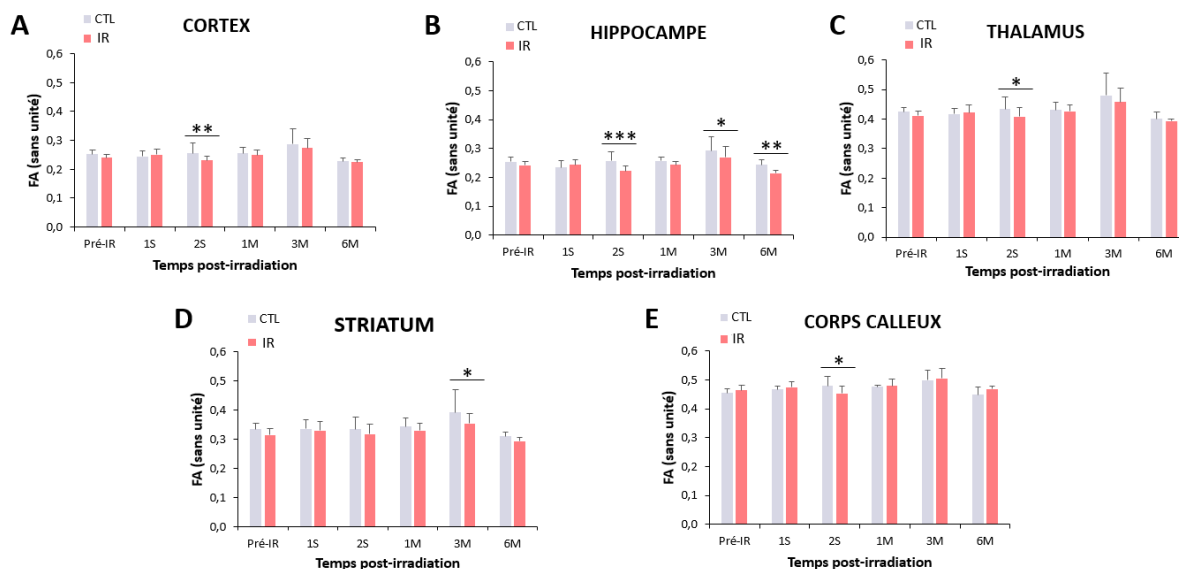 A
CTL
IR
CORTEX
FA (sans unité)
0,6
0,5
0,4
0,3
0,2
0,1
0,0
**
Pré-IR 1S 2S 1M 3M 6M
Temps post-irradiation
B
CTL
IR
HIPPOCAMPE
FA (sans unité)
0,6
0,5
0,4
0,3
0,2
0,1
0,0
***
*
**
Pré-IR 1S 2S 1M 3M 6M
Temps post-irradiation
C
CTL
IR
THALAMUS
FA (sans unité)
0,6
0,5
0,4
0,3
0,2
0,1
0,0
*
Pré-IR 1S 2S 1M 3M 6M
Temps post-irradiation
D
CTL
IR
STRIATUM
FA (sans unité)
0,6
0,5
0,4
0,3
0,2
0,1
0,0
*
Pré-IR 1S 2S 1M 3M 6M
Temps post-irradiation
E
CTL
IR
CORPS CALLEUX
FA (sans unité)
0,6
0,5
0,4
0,3
0,2
0,1
0,0
*
Pré-IR 1S 2S 1M 3M 6M
Temps post-irradiation